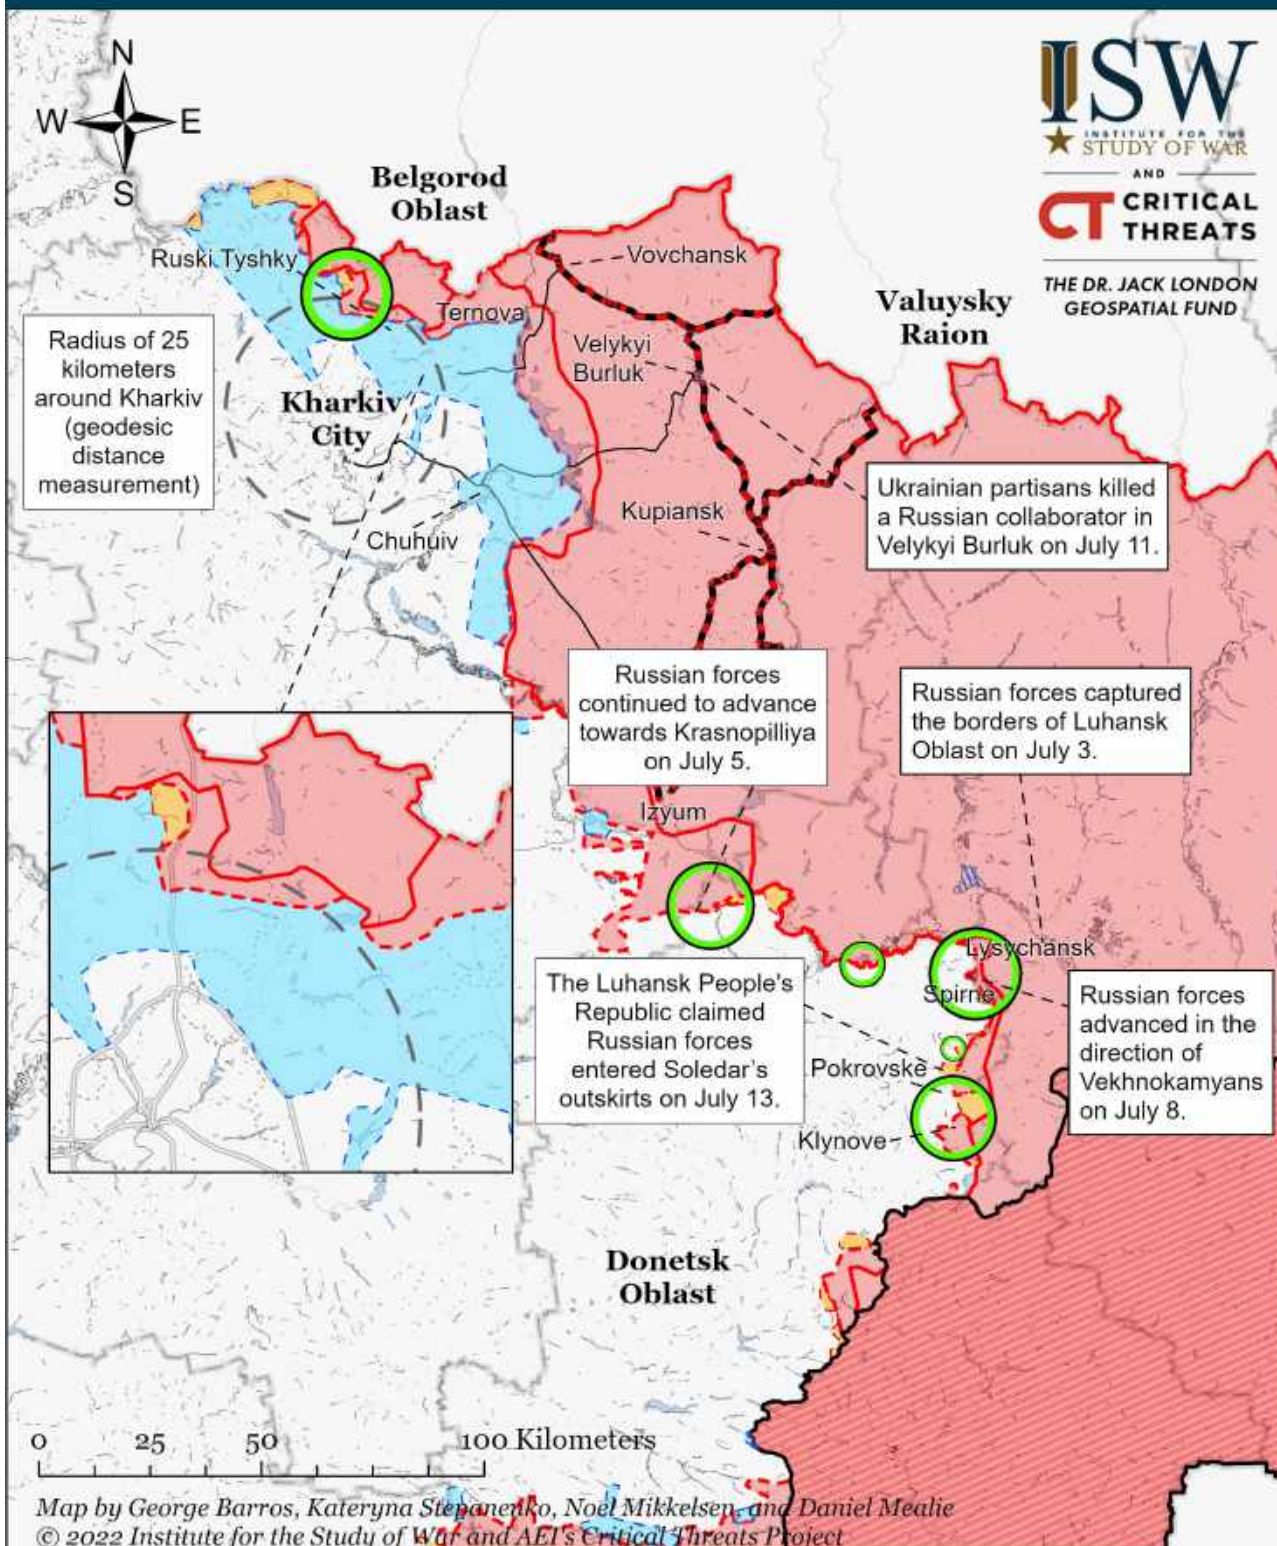 N
W
E
S
ISW
INSTITUTE FOR THE
STUDY OF WAR
AND
CT CRITICAL
THREATS
THE DR. JACK LONDON
GEOSPATIAL FUND
Belgorod
Oblast
Ruski Tyshky
Vovchansk
Valuysky
Raion
Ternova
Velykyi
Burluk
Radius of 25
kilometers
around Kharkiv
(geodesic
distance
measurement)
Kharkiv
City
Ukrainian partisans killed
a Russian collaborator in
Velykyi Burluk on July 11.
Kupiansk
Chuhuiv
Russian forces
continued to advance
towards Krasnopilliya
on July 5.
Russian forces captured
the borders of Luhansk
Oblast on July 3.
Izyum
Lysychansk
Spirne
The Luhansk People's
Republic claimed
Russian forces
entered Soledar's
outskirts on July 13.
Russian forces
advanced in the
direction of
Vekhnokamyans
on July 8.
Pokrovske
Klynove
Donetsk
Oblast
0 25 50 100 Kilometers
Map by George Barros, Kateryna Stepanenko, Noel Mikkelsen, and Daniel Mealie
© 2022 Institute for the Study of War and AEI's Critical Threats Project